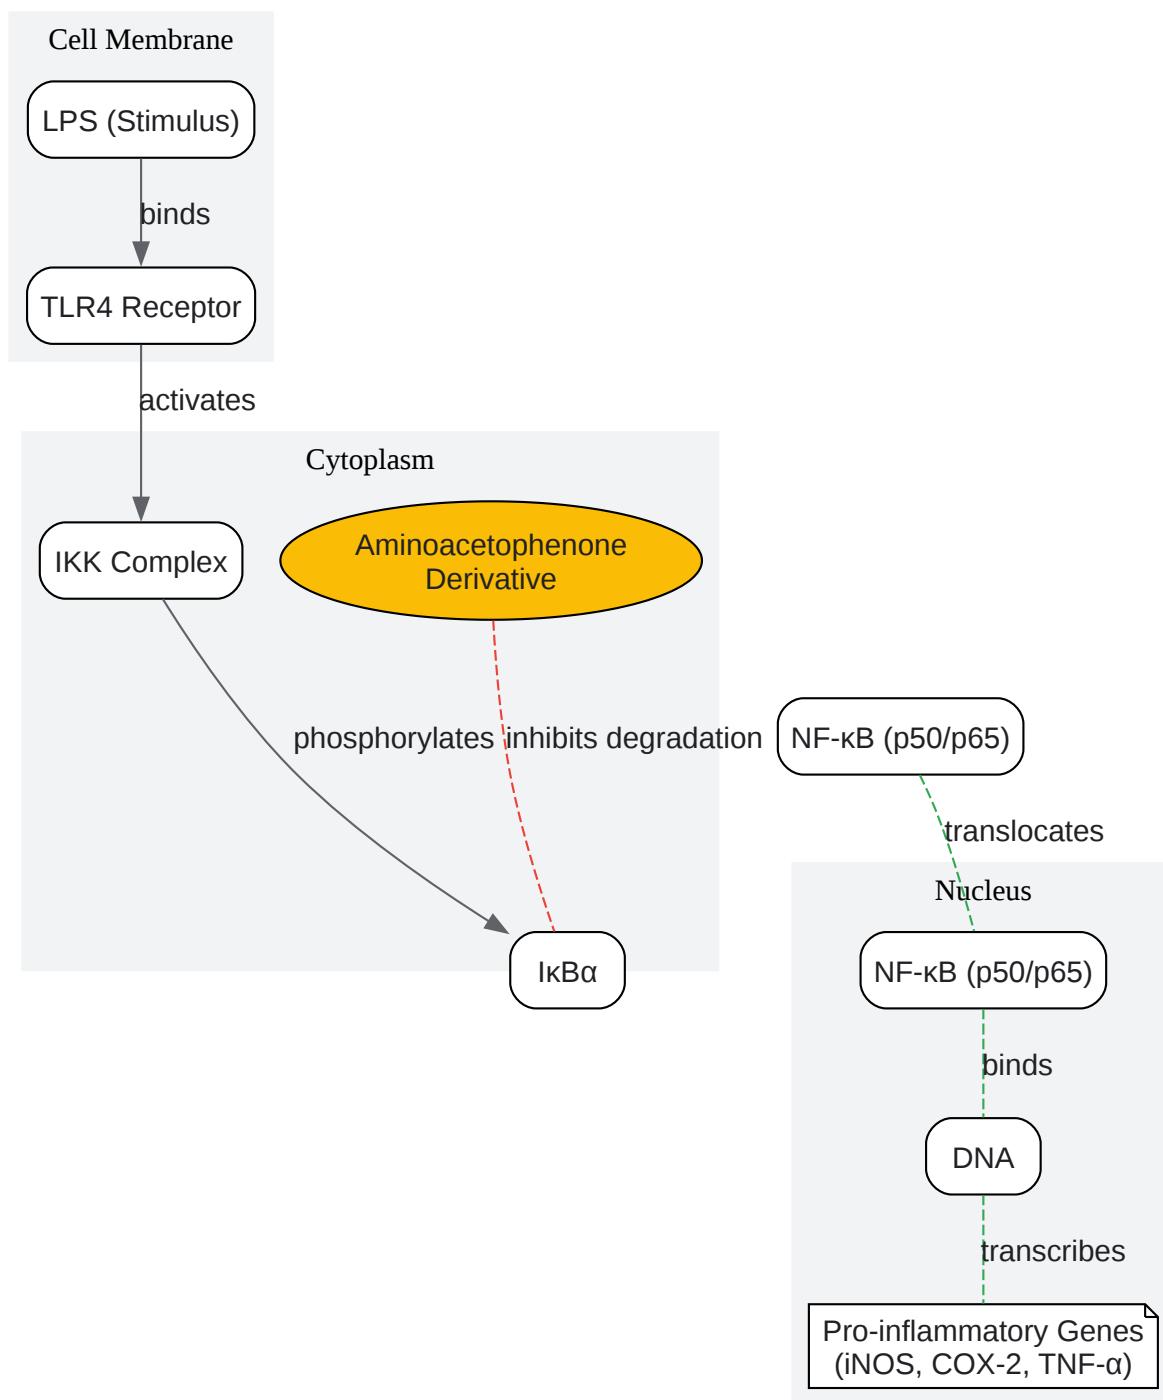 Cell Membrane
LPS (Stimulus)
binds
TLR4 Receptor
activates
Cytoplasm
IKK Complex
Aminoacetophenone
Derivative
phosphorylates
inhibits degradation
IκBα
NF-κB (p50/p65)
translocates
Nucleus
NF-κB (p50/p65)
binds
DNA
transcribes
Pro-inflammatory Genes
(iNOS, COX-2, TNF-α)